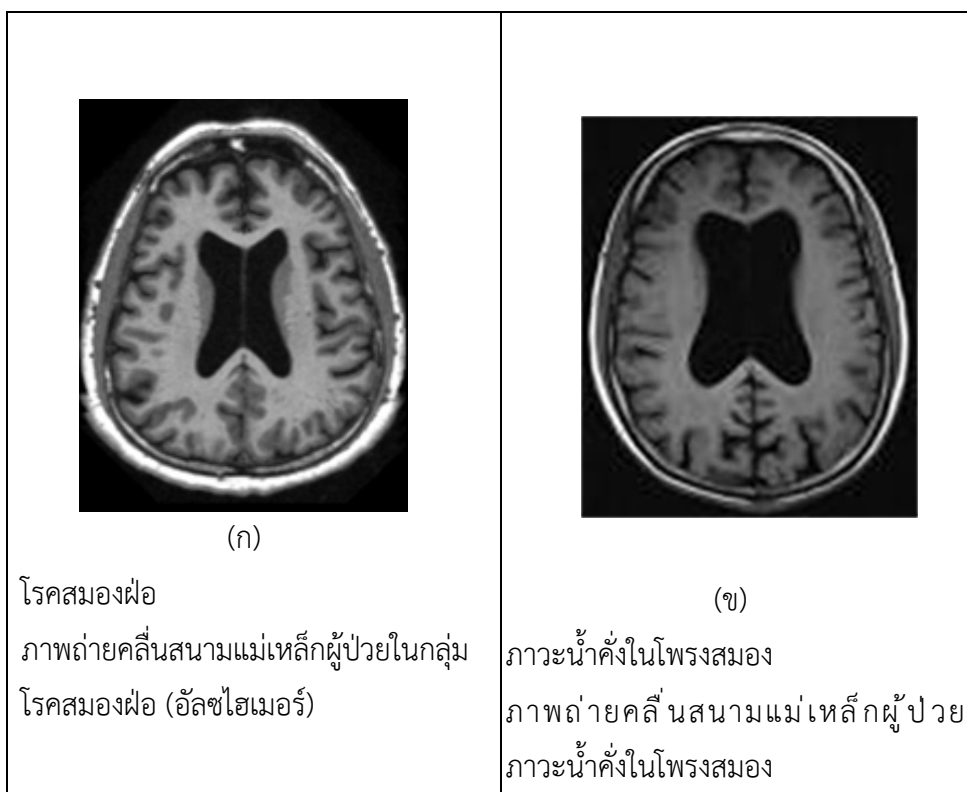 (ก)
โรคสมองฝ่อ
ภาพถ่ายคลื่นสนามแม่เหล็กผู้ป่วยในกลุ่ม
โรคสมองฝ่อ (อัลซไฮเมอร์)
(ข)
ภาวะน้ำคั่งในโพรงสมอง
ภาพถ่ายคลื่นสนามแม่เหล็กผู้ป่วย
ภาวะน้ำคั่งในโพรงสมอง